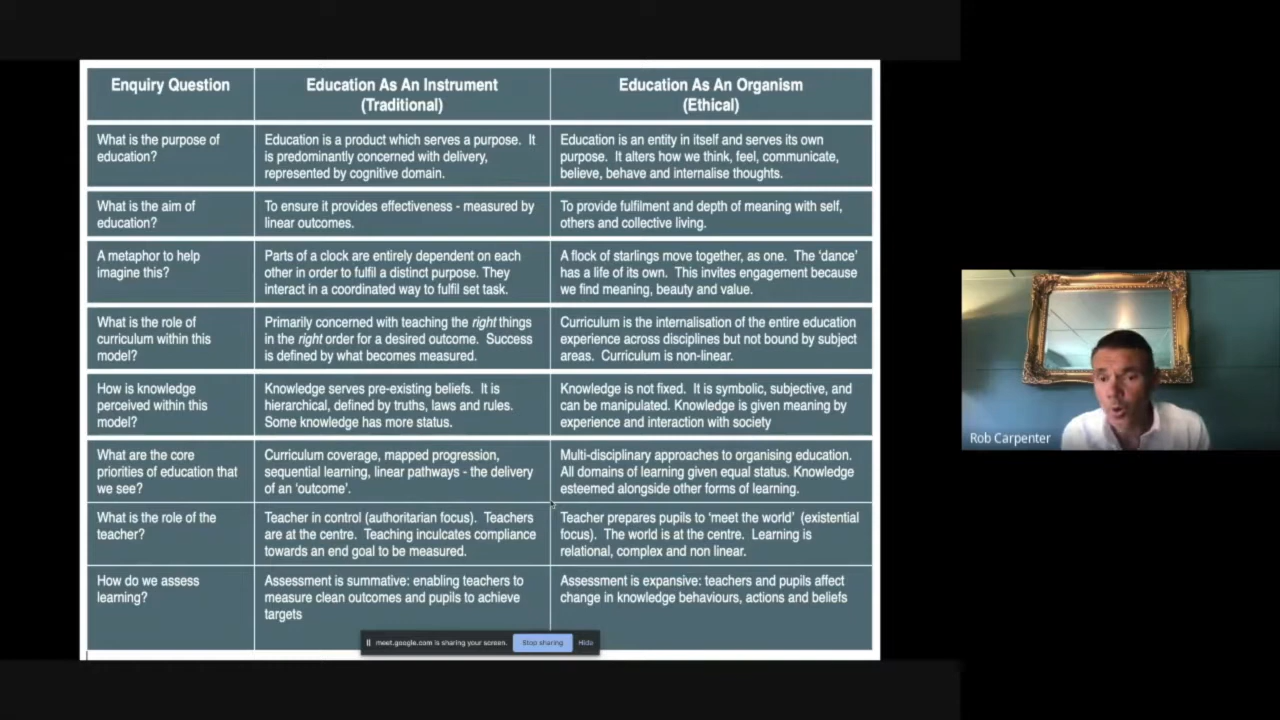 Enquiry Question
Education As An Instrument
(Traditional)
Education As An Organism
(Ethical)
What is the purpose of
education?
Education is a product which serves a purpose. It
is predominantly concerned with delivery,
represented by cognitive domain.
Education is an entity in itself and serves its own
purpose. It alters how we think, feel, communicate,
believe, behave and internalise thoughts.
What is the aim of
education?
To ensure it provides effectiveness - measured by
linear outcomes.
To provide fulfilment and depth of meaning with self,
others and collective living.
A metaphor to help
imagine this?
Parts of a clock are entirely dependent on each
other in order to fulfil a distinct purpose. They
interact in a coordinated way to fulfil set task.
A flock of starlings move together, as one. The ‘dance’
has a life of its own. This invites engagement because
we find meaning, beauty and value.
What is the role of
curriculum within this
model?
Primarily concerned with teaching the right things
in the right order for a desired outcome. Success
is defined by what becomes measured.
Curriculum is the internalisation of the entire education
experience across disciplines but not bound by subject
areas. Curriculum is non-linear.
How is knowledge
perceived within this
model?
Knowledge serves pre-existing beliefs. It is
hierarchical, defined by truths, laws and rules.
Some knowledge has more status.
Knowledge is not fixed. It is symbolic, subjective, and
can be manipulated. Knowledge is given meaning by
experience and interaction with society
What are the core
priorities of education that
we see?
Curriculum coverage, mapped progression,
sequential learning, linear pathways - the delivery
of an ‘outcome’.
Multi-disciplinary approaches to organising education.
All domains of learning given equal status. Knowledge
esteemed alongside other forms of learning.
What is the role of the
teacher?
Teacher in control (authoritarian focus). Teachers
are at the centre. Teaching inculcates compliance
towards an end goal to be measured.
Teacher prepares pupils to ‘meet the world’ (existential
focus). The world is at the centre. Learning is
relational, complex and non linear.
How do we assess
learning?
Assessment is summative: enabling teachers to
measure clean outcomes and pupils to achieve
targets
Assessment is expansive: teachers and pupils affect
change in knowledge behaviours, actions and beliefs
meet.google.com is sharing your screen.
Stop sharing
Hide
Rob Carpenter